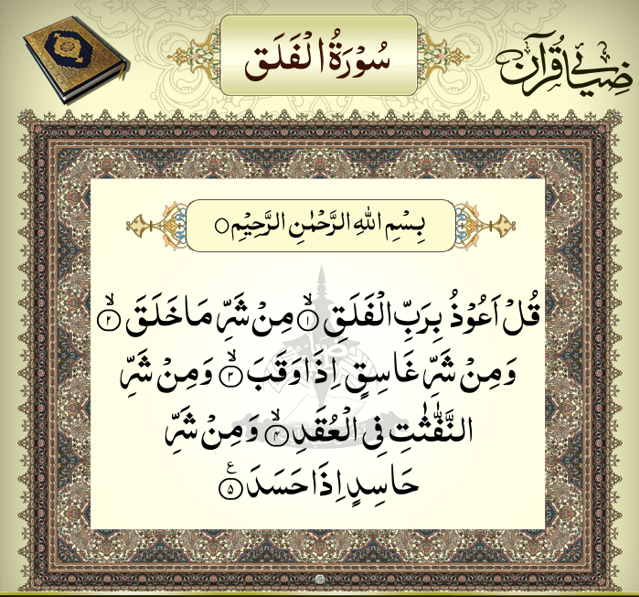 سُوْرَةُ الْفَلَقِ
ضیائے قرآن
بِسْمِ اللّٰهِ الرَّحْمٰنِ الرَّحِیْمِ○
قُلْ اَعُوْذُ بِرَبِّ الْفَلَقِۙ۱ مِنْ شَرِّ مَا خَلَقَۙ۲
وَ مِنْ شَرِّ غَاسِقٍ اِذَا وَقَبَۙ۳ وَ مِنْ شَرِّ
النَّفّٰثٰتِ فِی الْعُقَدِۙ۴ وَ مِنْ شَرِّ
حَاسِدٍ اِذَا حَسَدَ۵ ع